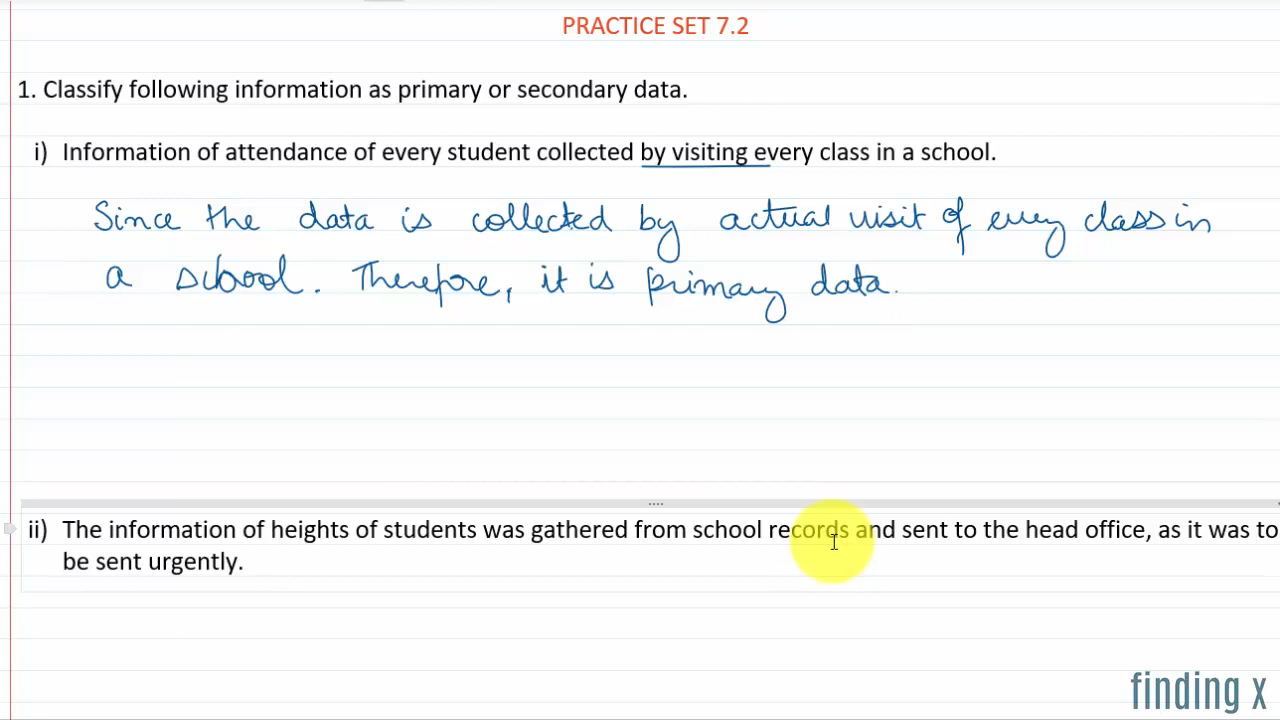 PRACTICE SET 7.2
1. Classify following information as primary or secondary data.
i) Information of attendance of every student collected by visiting every class in a school.
Since the data is collected by actual visit of every class in
a school. Therefore, it is primary data.
ii) The information of heights of students was gathered from school records and sent to the head office, as it was to
be sent urgently.
finding x